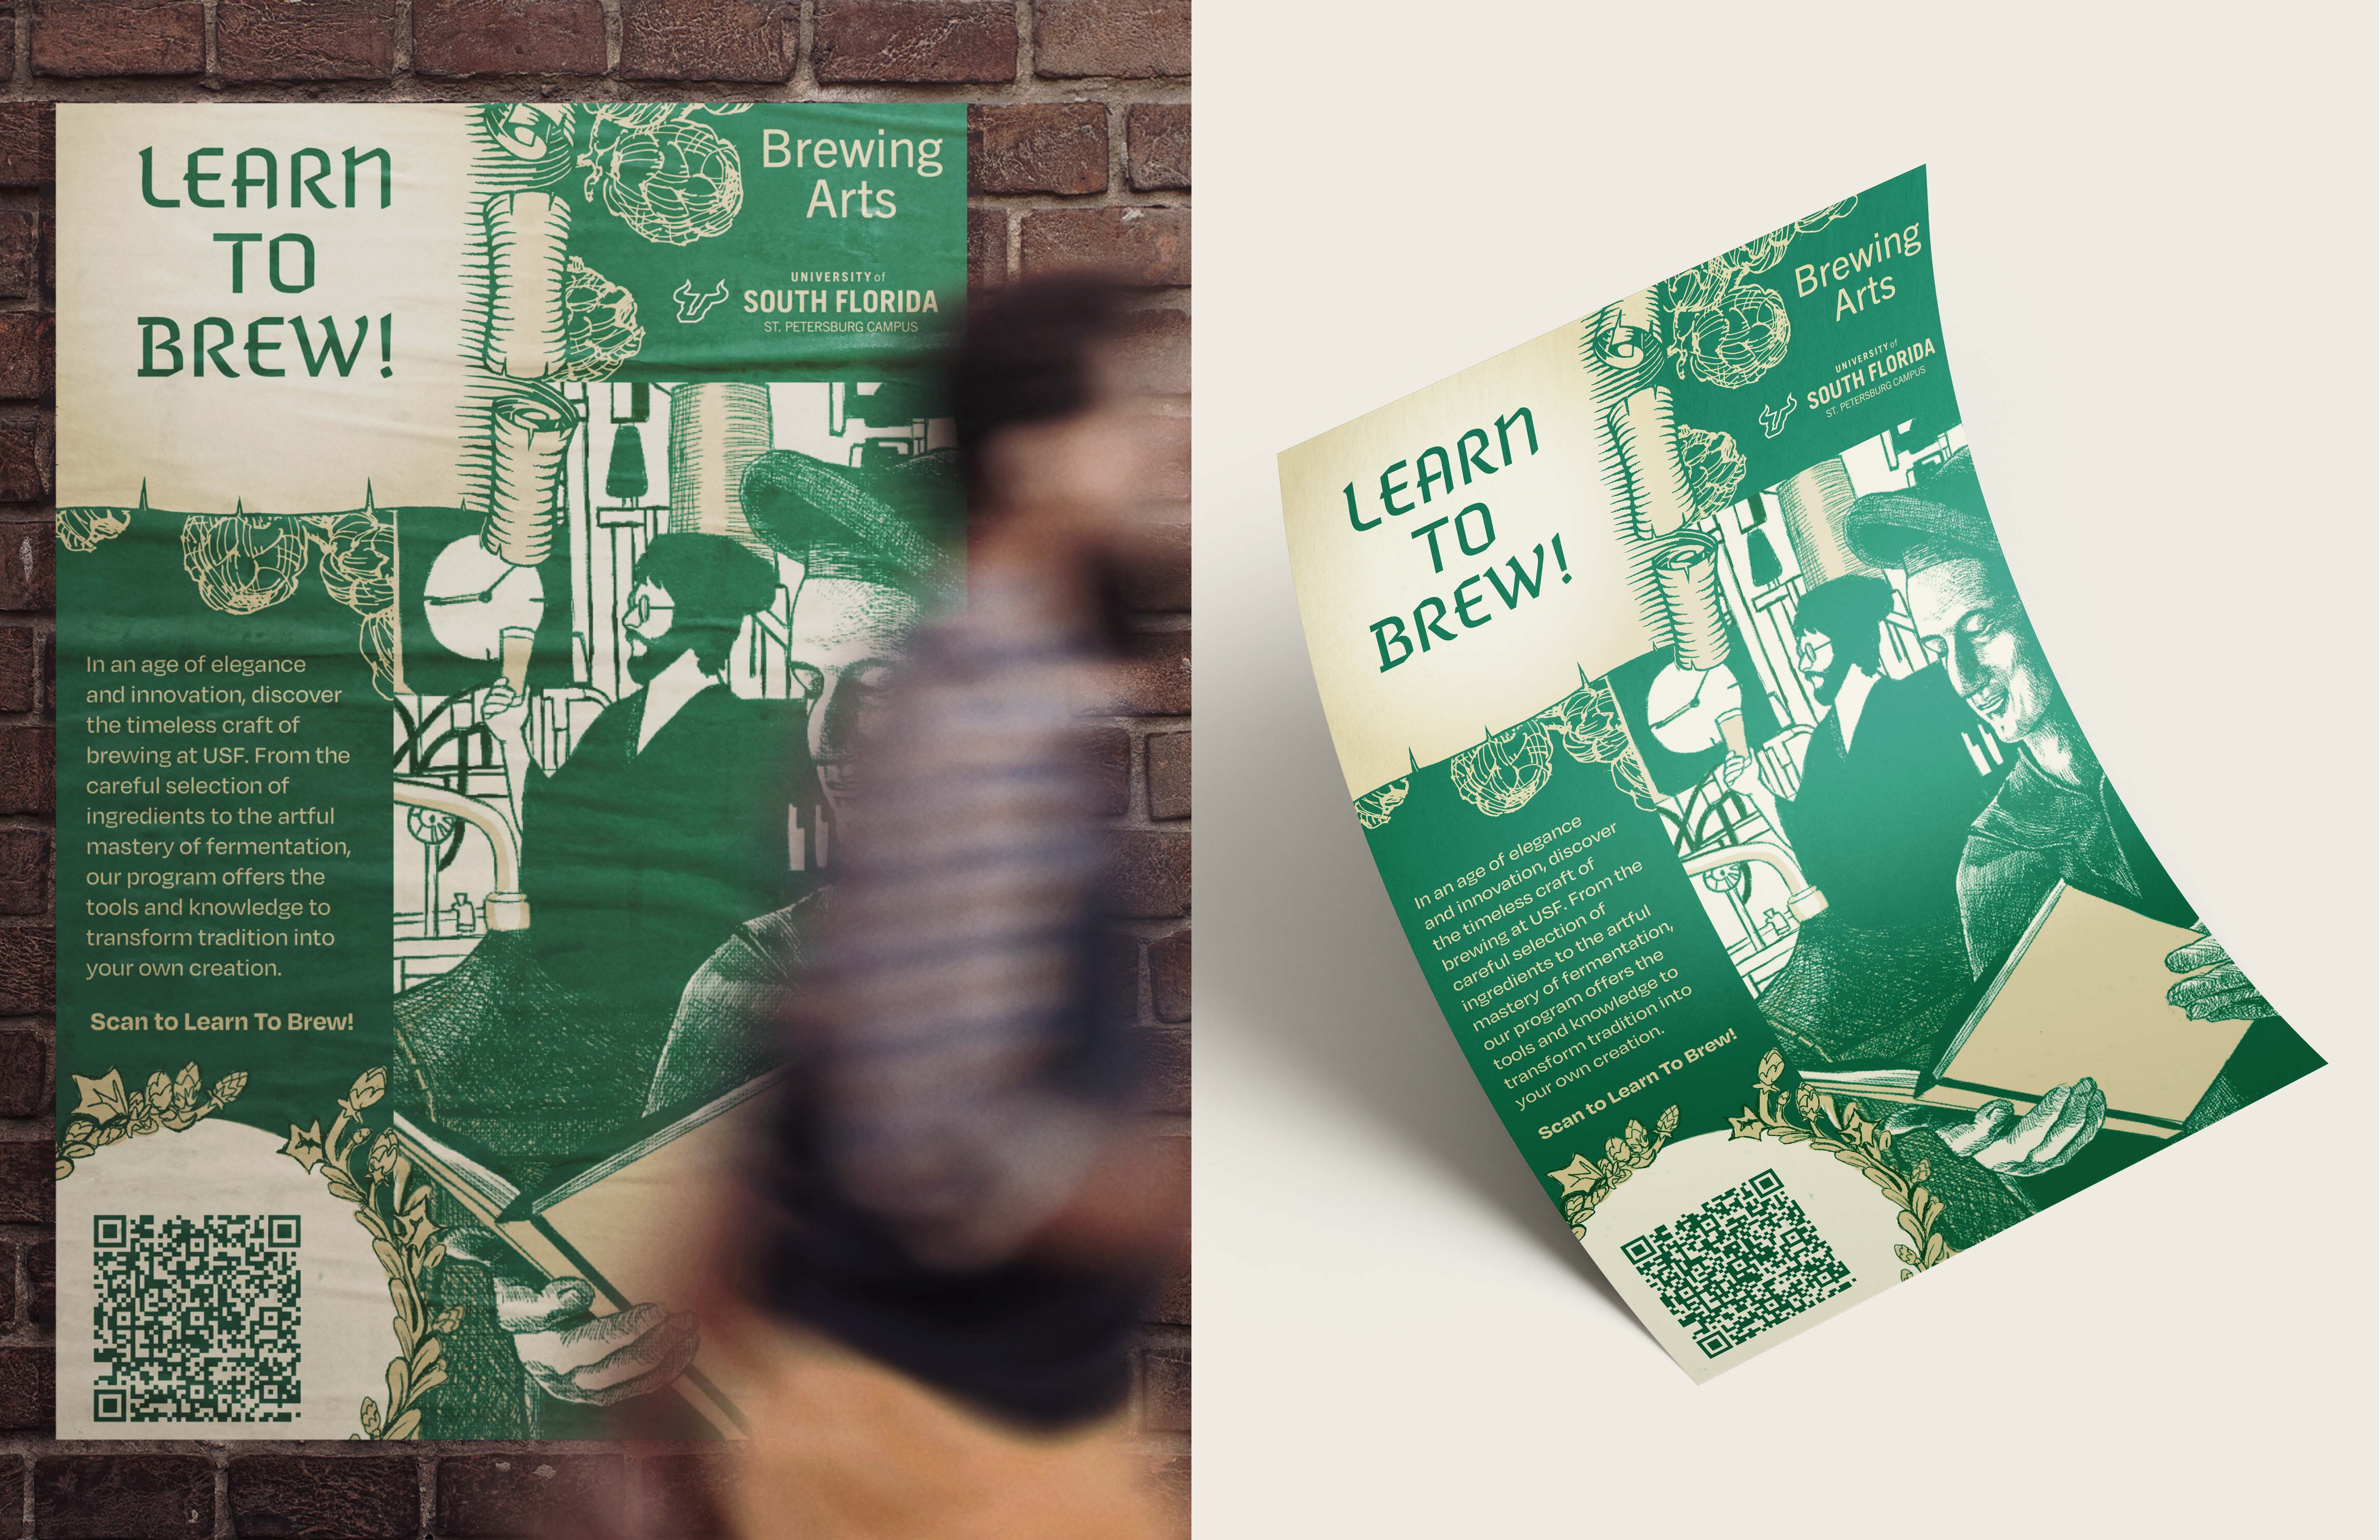 LEARN
TO
BREW!
Brewing
Arts
UNIVERSITY of
SOUTH FLORIDA
ST. PETERSBURG CAMPUS
In an age of elegance
and innovation, discover
the timeless craft of
brewing at USF. From the
careful selection of
ingredients to the artful
mastery of fermentation,
our program offers the
tools and knowledge to
transform tradition into
your own creation.
Scan to Learn To Brew!
LEARN
TO
BREW!
Brewing
Arts
UNIVERSITY of
SOUTH FLORIDA
ST. PETERSBURG CAMPUS
In an age of elegance
and innovation, discover
the timeless craft of
brewing at USF. From the
careful selection of
ingredients to the artful
mastery of fermentation,
our program offers the
tools and knowledge to
transform tradition into
your own creation.
Scan to Learn To Brew!